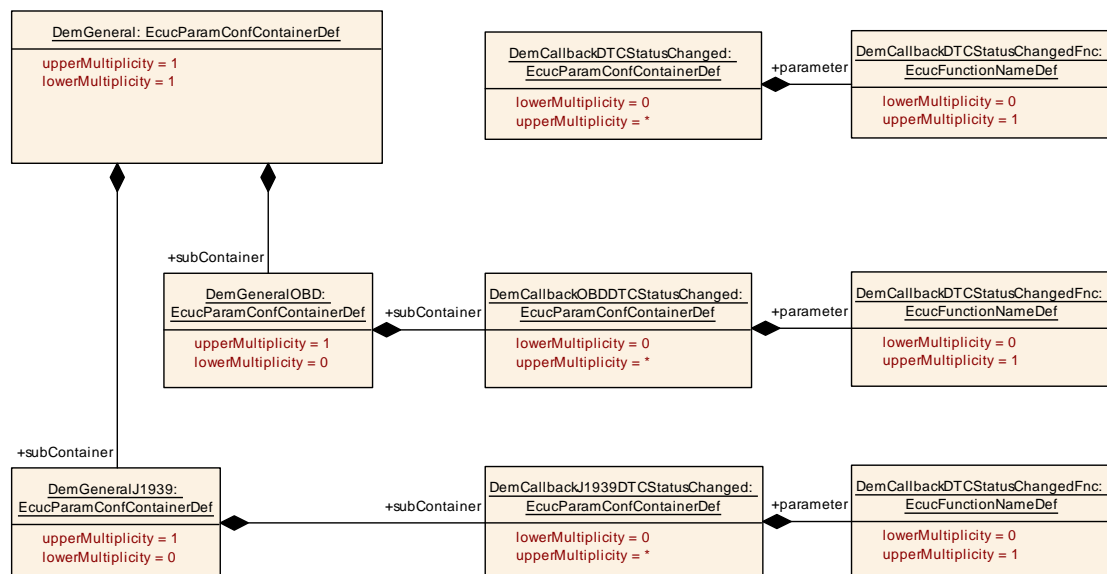 DemGeneral: EcucParamConfContainerDef
upperMultiplicity = 1
lowerMultiplicity = 1
DemCallbackDTCStatusChanged:
EcucParamConfContainerDef
lowerMultiplicity = 0
upperMultiplicity = *
+parameter
DemCallbackDTCStatusChangedFnc:
EcucFunctionNameDef
lowerMultiplicity = 0
upperMultiplicity = 1
+subContainer
DemGeneralOBD:
EcucParamConfContainerDef
upperMultiplicity = 1
lowerMultiplicity = 0
+subContainer
DemCallbackOBDDTCStatusChanged:
EcucParamConfContainerDef
lowerMultiplicity = 0
upperMultiplicity = *
+parameter
DemCallbackDTCStatusChangedFnc:
EcucFunctionNameDef
lowerMultiplicity = 0
upperMultiplicity = 1
+subContainer
DemGeneralJ1939:
EcucParamConfContainerDef
upperMultiplicity = 1
lowerMultiplicity = 0
+subContainer
DemCallbackJ1939DTCStatusChanged:
EcucParamConfContainerDef
lowerMultiplicity = 0
upperMultiplicity = *
+parameter
DemCallbackDTCStatusChangedFnc:
EcucFunctionNameDef
lowerMultiplicity = 0
upperMultiplicity = 1